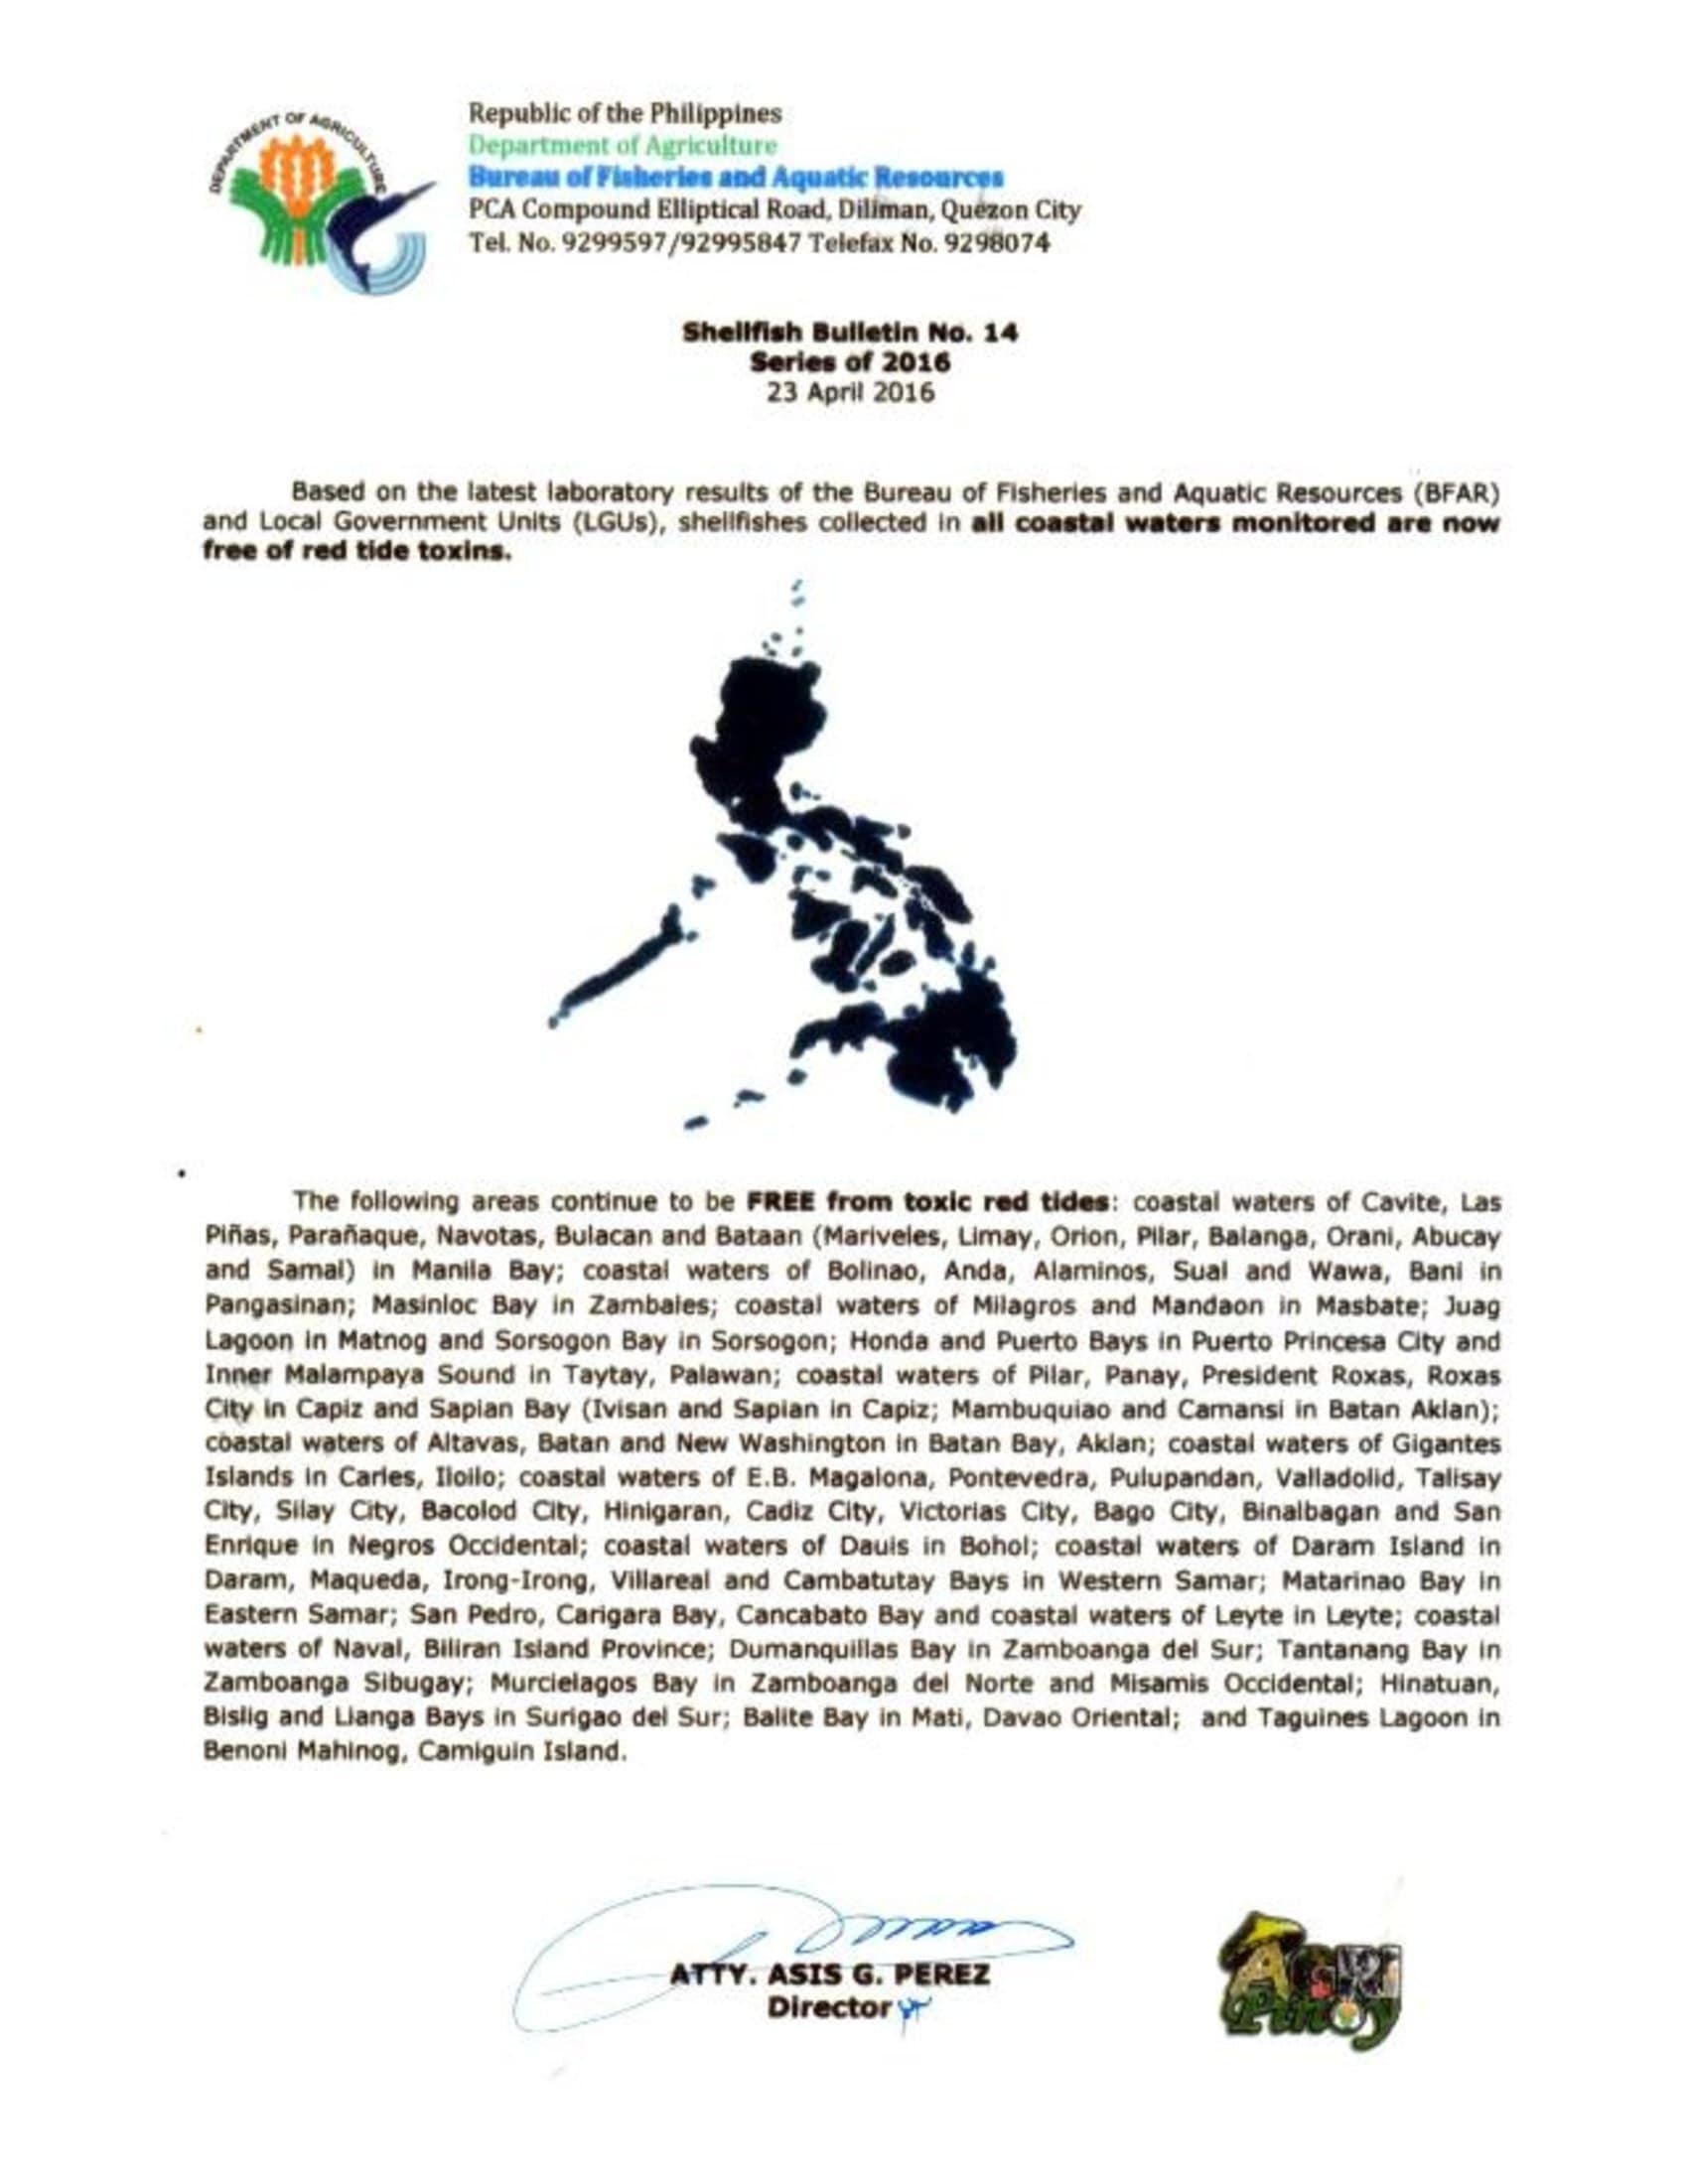 DEPARTMENT OF AGRICULTURE
Republic of the Philippines
Department of Agriculture
Bureau of Fisheries and Aquatic Resources
PCA Compound Elliptical Road, Diliman, Quezon City
Tel. No. 9299597/92995847 Telefax No. 9298074
Shellfish Bulletin No. 14
Series of 2016
23 April 2016
Based on the latest laboratory results of the Bureau of Fisheries and Aquatic Resources (BFAR)
and Local Government Units (LGUs), shellfishes collected in all coastal waters monitored are now
free of red tide toxins.
The following areas continue to be FREE from toxic red tides: coastal waters of Cavite, Las
Piñas, Parañaque, Navotas, Bulacan and Bataan (Mariveles, Limay, Orion, Pilar, Balanga, Orani, Abucay
and Samal) in Manila Bay; coastal waters of Bolinao, Anda, Alaminos, Sual and Wawa, Bani in
Pangasinan; Masinloc Bay in Zambales; coastal waters of Milagros and Mandaon in Masbate; Juag
Lagoon in Matnog and Sorsogon Bay in Sorsogon; Honda and Puerto Bays in Puerto Princesa City and
Inner Malampaya Sound in Taytay, Palawan; coastal waters of Pilar, Panay, President Roxas, Roxas
City in Capiz and Sapian Bay (Ivisan and Sapian in Capiz; Mambuquiao and Camansi in Batan Aklan);
coastal waters of Altavas, Batan and New Washington in Batan Bay, Aklan; coastal waters of Gigantes
Islands in Carles, Iloilo; coastal waters of E.B. Magalona, Pontevedra, Pulupandan, Valladolid, Talisay
City, Silay City, Bacolod City, Hinigaran, Cadiz City, Victorias City, Bago City, Binalbagan and San
Enrique in Negros Occidental; coastal waters of Dauis in Bohol; coastal waters of Daram Island in
Daram, Maqueda, Irong-Irong, Villareal and Cambatutay Bays in Western Samar; Matarinao Bay in
Eastern Samar; San Pedro, Carigara Bay, Cancabato Bay and coastal waters of Leyte in Leyte; coastal
waters of Naval, Biliran Island Province; Dumanquillas Bay in Zamboanga del Sur; Tantanang Bay in
Zamboanga Sibugay; Murcielagos Bay in Zamboanga del Norte and Misamis Occidental; Hinatuan,
Bislig and Lianga Bays in Surigao del Sur; Balite Bay in Mati, Davao Oriental; and Taguines Lagoon in
Benoni Mahinog, Camiguin Island.
ATTY. ASIS G. PEREZ
Director
AGRI
Pinoy